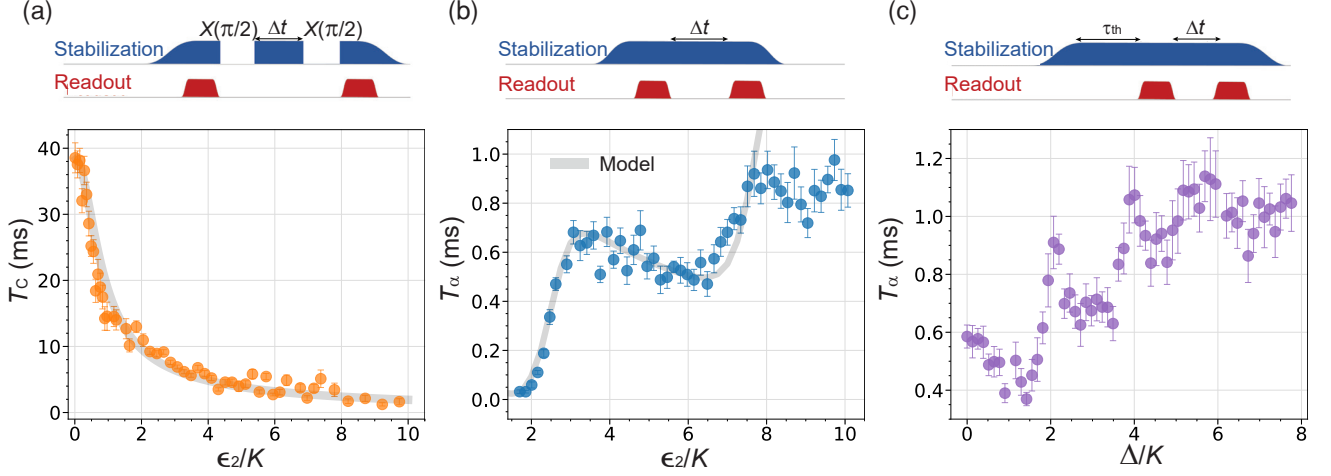 (a)
X(π/2) Δt X(π/2)
Stabilization
Readout
40
30
20
10
0
T_C (ms)
0 2 4 6 8 10
ϵ₂/K
(b)
Δt
Stabilization
Readout
Model
1.0
0.8
0.6
0.4
0.2
0.0
T_α (ms)
2 4 6 8 10
ϵ₂/K
(c)
τ_th Δt
Stabilization
Readout
1.2
1.0
0.8
0.6
0.4
T_α (ms)
0 2 4 6 8
Δ/K